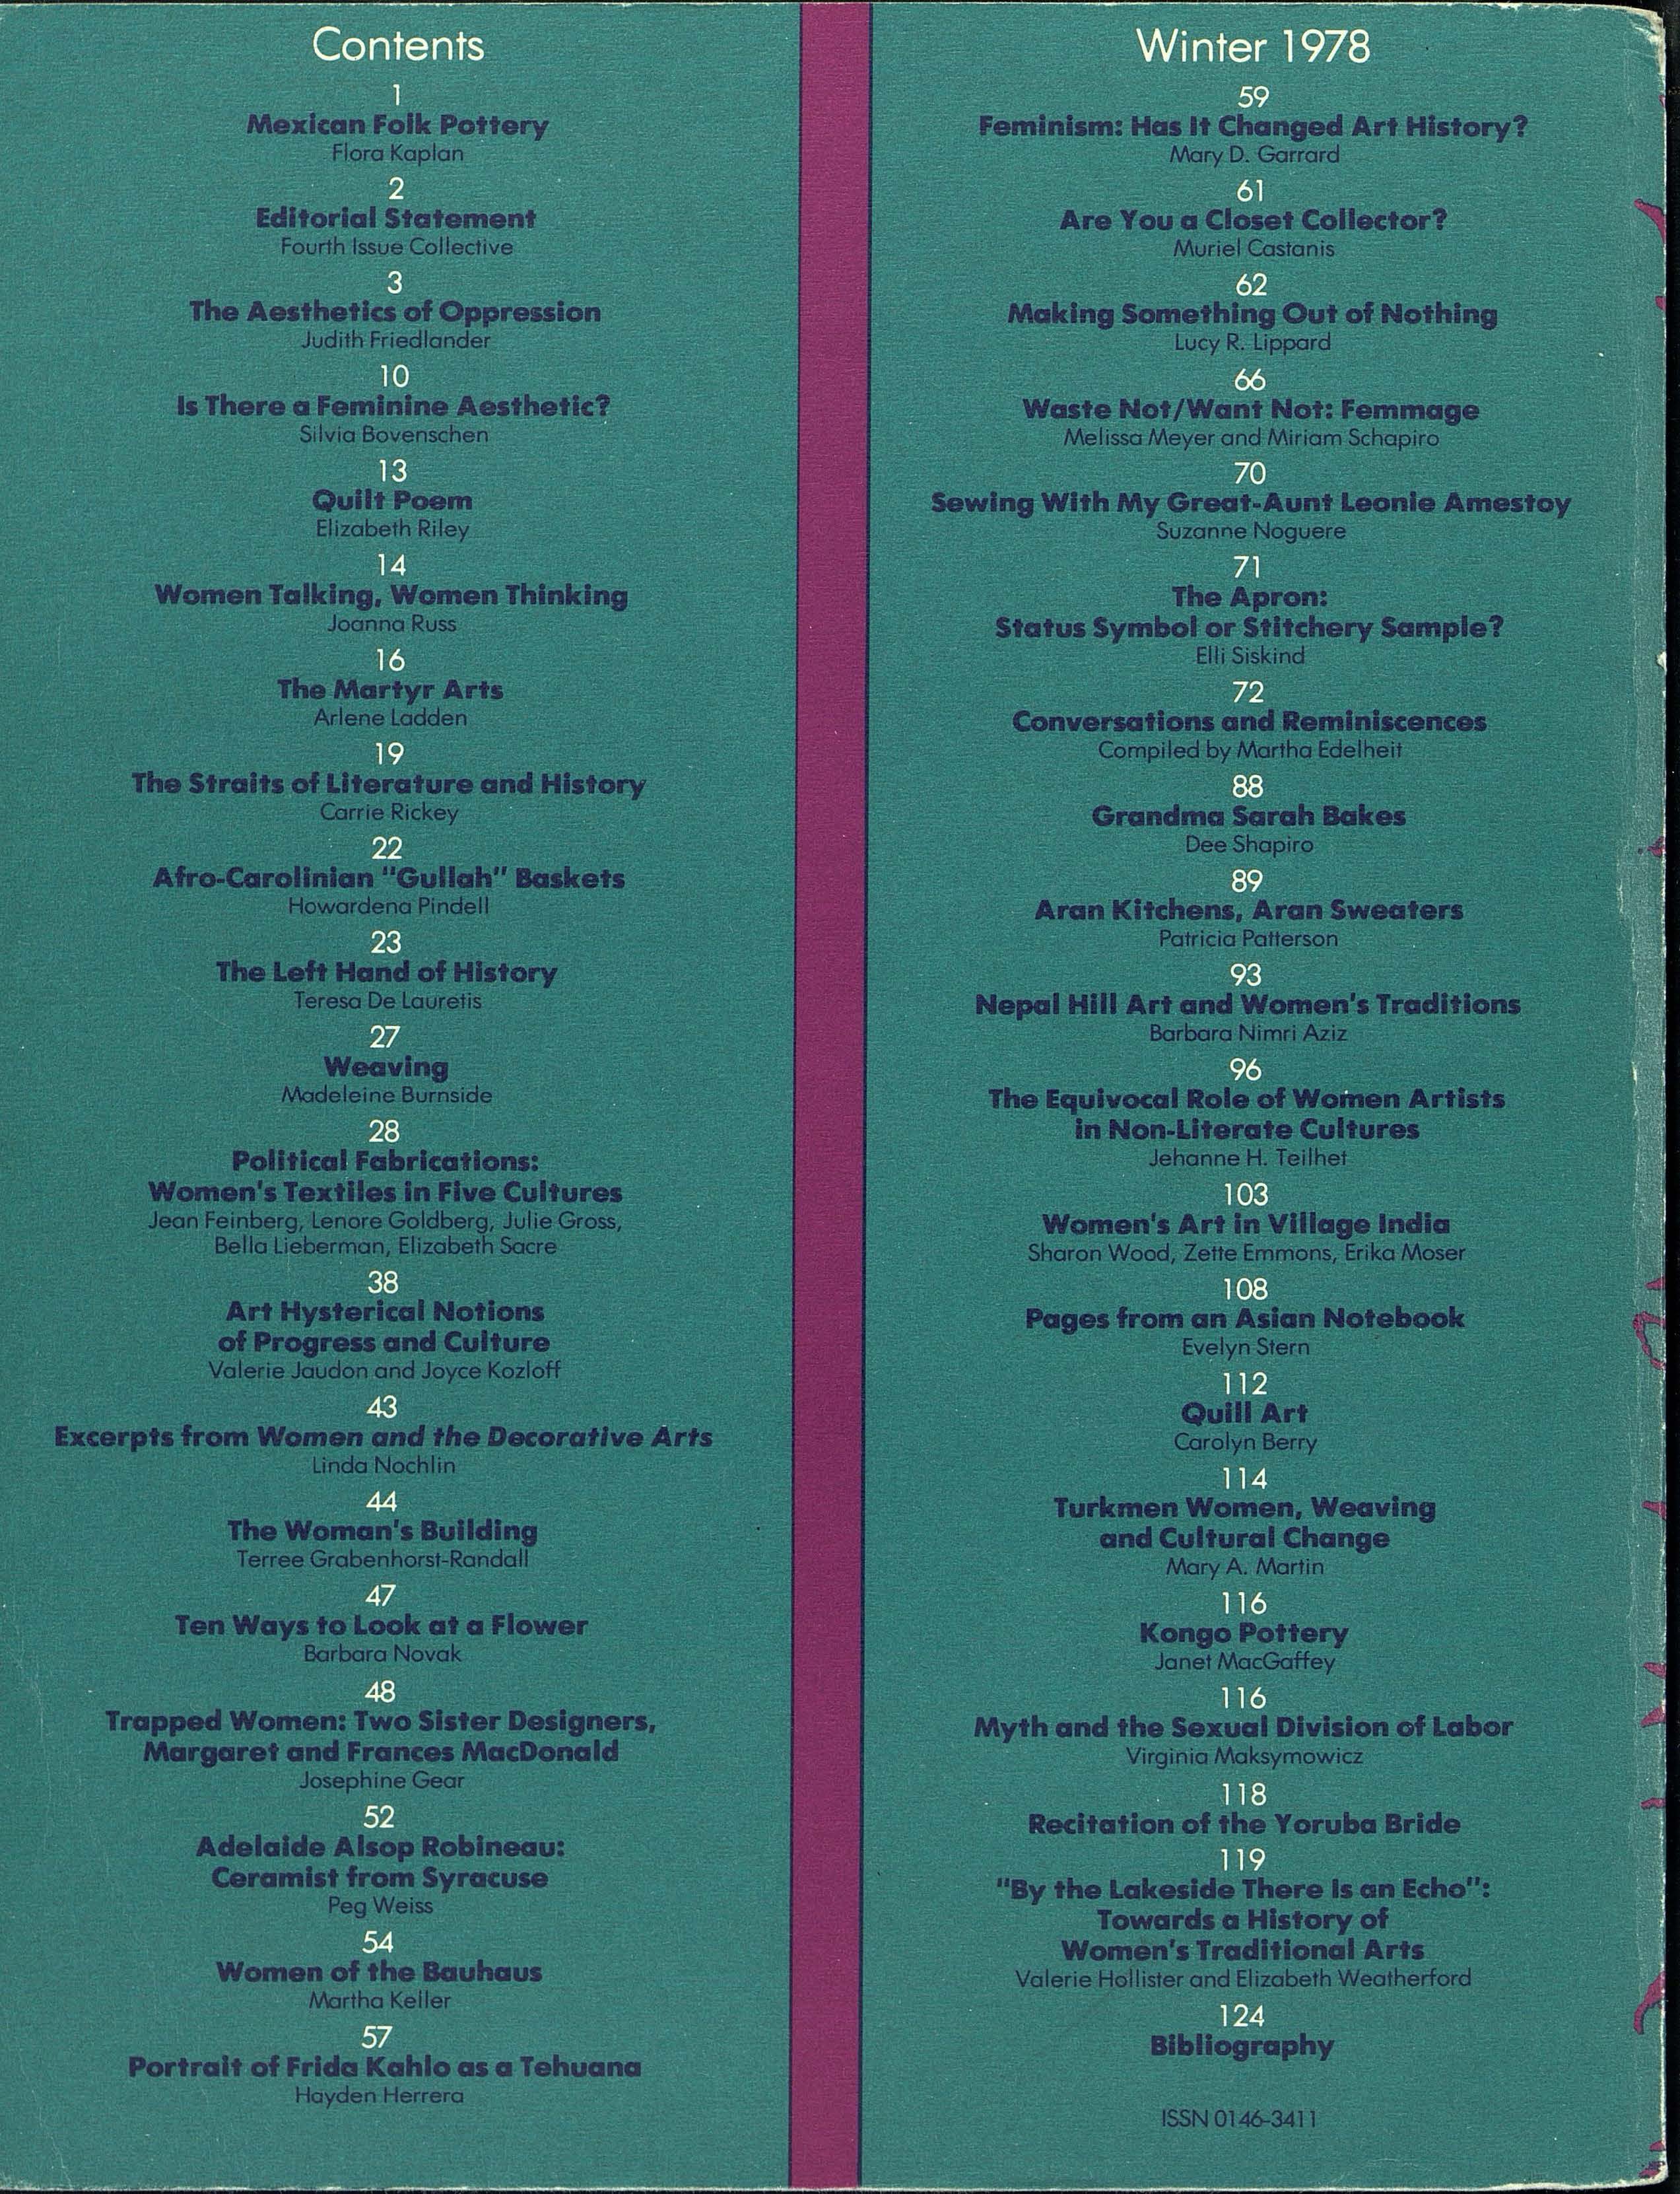 Contents
1
Mexican Folk Pottery
Flora Kaplan
2
Editorial Statement
Fourth Issue Collective
3
The Aesthetics of Oppression
Judith Friedlander
10
Is There a Feminine Aesthetic?
Silvia Bovenschen
13
Quilt Poem
Elizabeth Riley
14
Women Talking, Women Thinking
Joanna Russ
16
The Martyr Arts
Arlene Ladden
19
The Straits of Literature and History
Carrie Rickey
22
Afro-Carolinian "Gullah" Baskets
Howardena Pindell
23
The Left Hand of History
Teresa De Lauretis
27
Weaving
Madeleine Burnside
28
Political Fabrications:
Women's Textiles in Five Cultures
Jean Feinberg, Lenore Goldberg, Julie Gross,
Bella Lieberman, Elizabeth Sacre
38
Art Hysterical Notions
of Progress and Culture
Valerie Jaudon and Joyce Kozloff
43
Excerpts from Women and the Decorative Arts
Linda Nochlin
44
The Woman's Building
Terree Grabenhorst-Randall
47
Ten Ways to Look at a Flower
Barbara Novak
48
Trapped Women: Two Sister Designers,
Margaret and Frances MacDonald
Josephine Gear
52
Adelaide Alsop Robineau:
Ceramist from Syracuse
Peg Weiss
54
Women of the Bauhaus
Martha Keller
57
Portrait of Frida Kahlo as a Tehuana
Hayden Herrera
Winter 1978
59
Feminism: Has It Changed Art History?
Mary D. Garrard
61
Are You a Closet Collector?
Muriel Castanis
62
Making Something Out of Nothing
Lucy R. Lippard
66
Waste Not/Want Not: Femmage
Melissa Meyer and Miriam Schapiro
70
Sewing With My Great-Aunt Leonie Amestoy
Suzanne Noguere
71
The Apron:
Status Symbol or Stitchery Sample?
Elli Siskind
72
Conversations and Reminiscences
Compiled by Martha Edelheit
88
Grandma Sarah Bakes
Dee Shapiro
89
Aran Kitchens, Aran Sweaters
Patricia Patterson
93
Nepal Hill Art and Women's Traditions
Barbara Nimri Aziz
96
The Equivocal Role of Women Artists
in Non-Literate Cultures
Jehanne H. Teilhet
103
Women's Art in Village India
Sharon Wood, Zette Emmons, Erika Moser
108
Pages from an Asian Notebook
Evelyn Stern
112
Quill Art
Carolyn Berry
114
Turkmen Women, Weaving
and Cultural Change
Mary A. Martin
116
Kongo Pottery
Janet MacGaffey
116
Myth and the Sexual Division of Labor
Virginia Maksymowicz
118
Recitation of the Yoruba Bride
119
"By the Lakeside There Is an Echo":
Towards a History of
Women's Traditional Arts
Valerie Hollister and Elizabeth Weatherford
124
Bibliography
ISSN 0146-3411